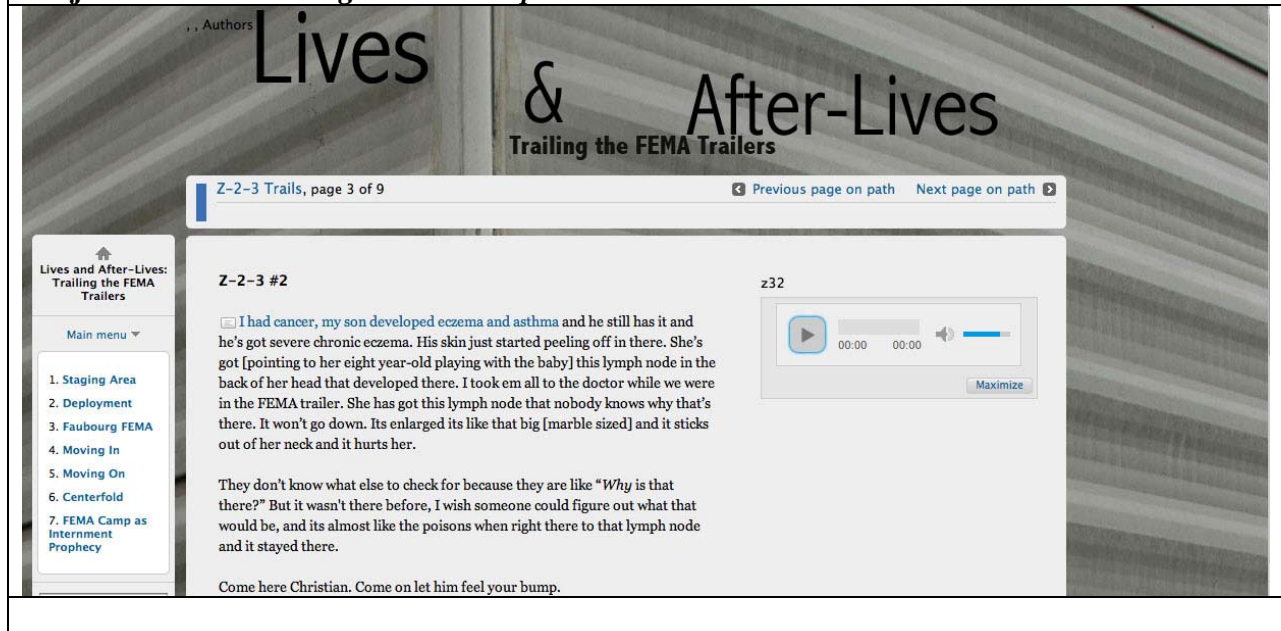 , , Authors
Lives
& After-Lives
Trailing the FEMA Trailers
Z-2-3 Trails, page 3 of 9
Previous page on path Next page on path
Lives and After-Lives:
Trailing the FEMA
Trailers
Main menu
1. Staging Area
2. Deployment
3. Faubourg FEMA
4. Moving In
5. Moving On
6. Centerfold
7. FEMA Camp as
Internment
Prophecy
Z-2-3 #2
I had cancer, my son developed eczema and asthma and he still has it and
he's got severe chronic eczema. His skin just started peeling off in there. She's
got [pointing to her eight year-old playing with the baby] this lymph node in the
back of her head that developed there. I took em all to the doctor while we were
in the FEMA trailer. She has got this lymph node that nobody knows why that's
there. It won't go down. Its enlarged its like that big [marble sized] and it sticks
out of her neck and it hurts her.
They don't know what else to check for because they are like "Why is that
there?" But it wasn't there before, I wish someone could figure out what that
would be, and its almost like the poisons when right there to that lymph node
and it stayed there.
Come here Christian. Come on let him feel your bump.
z32
00:00 00:00
Maximize